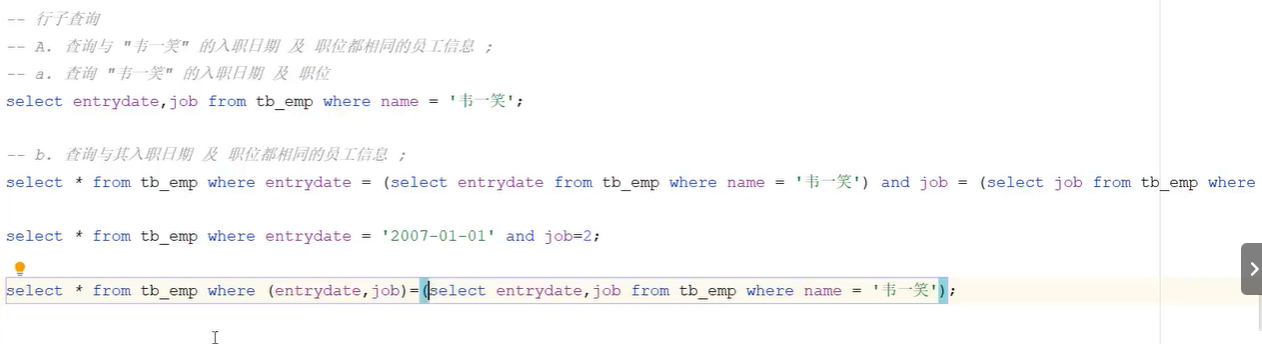 -- 行子查询
-- A. 查询与 "韦一笑" 的入职日期 及 职位都相同的员工信息 ;
-- a. 查询 "韦一笑" 的入职日期 及 职位
select entrydate,job from tb_emp where name = '韦一笑';
-- b. 查询与其入职日期 及 职位都相同的员工信息 ;
select * from tb_emp where entrydate = (select entrydate from tb_emp where name = '韦一笑') and job = (select job from tb_emp where
select * from tb_emp where entrydate = '2007-01-01' and job=2;
select * from tb_emp where (entrydate,job)=(select entrydate,job from tb_emp where name = '韦一笑');